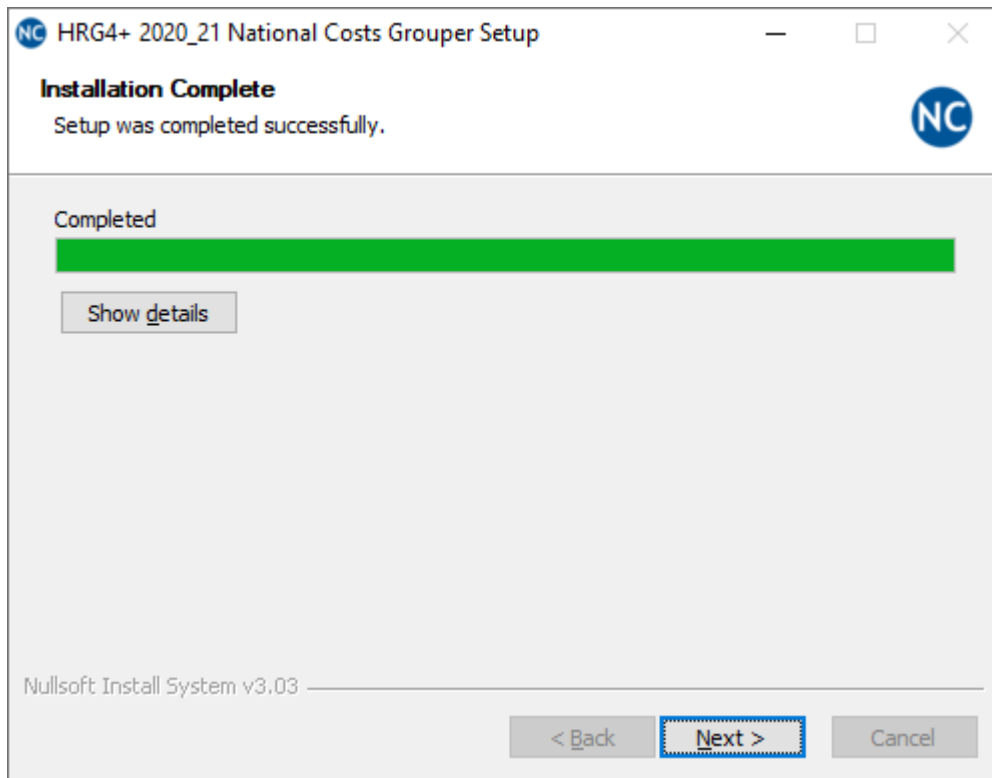 NC HRG4+ 2020_21 National Costs Grouper Setup
Installation Complete
Setup was completed successfully.
NC
Completed
Show details
Nullsoft Install System v3.03
< Back Next > Cancel